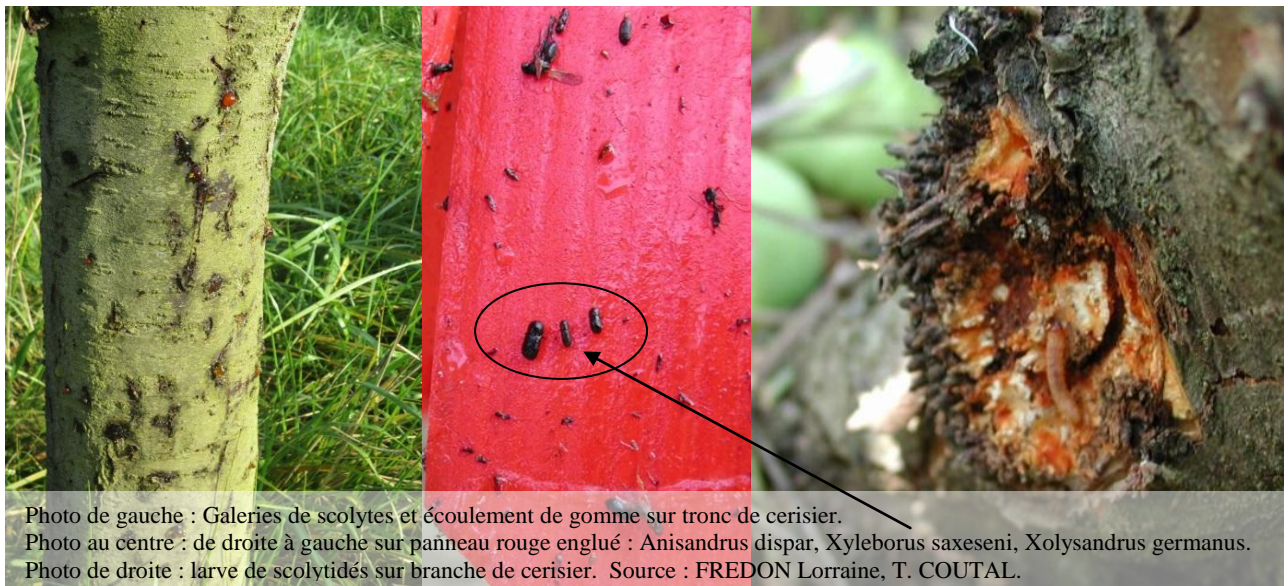 Photo de gauche : Galeries de scolytes et écoulement de gomme sur tronc de cerisier.
Photo au centre : de droite à gauche sur panneau rouge englué : Anisandrus dispar, Xyleborus saxeseni, Xolysandrus germanus.
Photo de droite : larve de scolytidés sur branche de cerisier. Source : FREDON Lorraine, T. COUTAL.